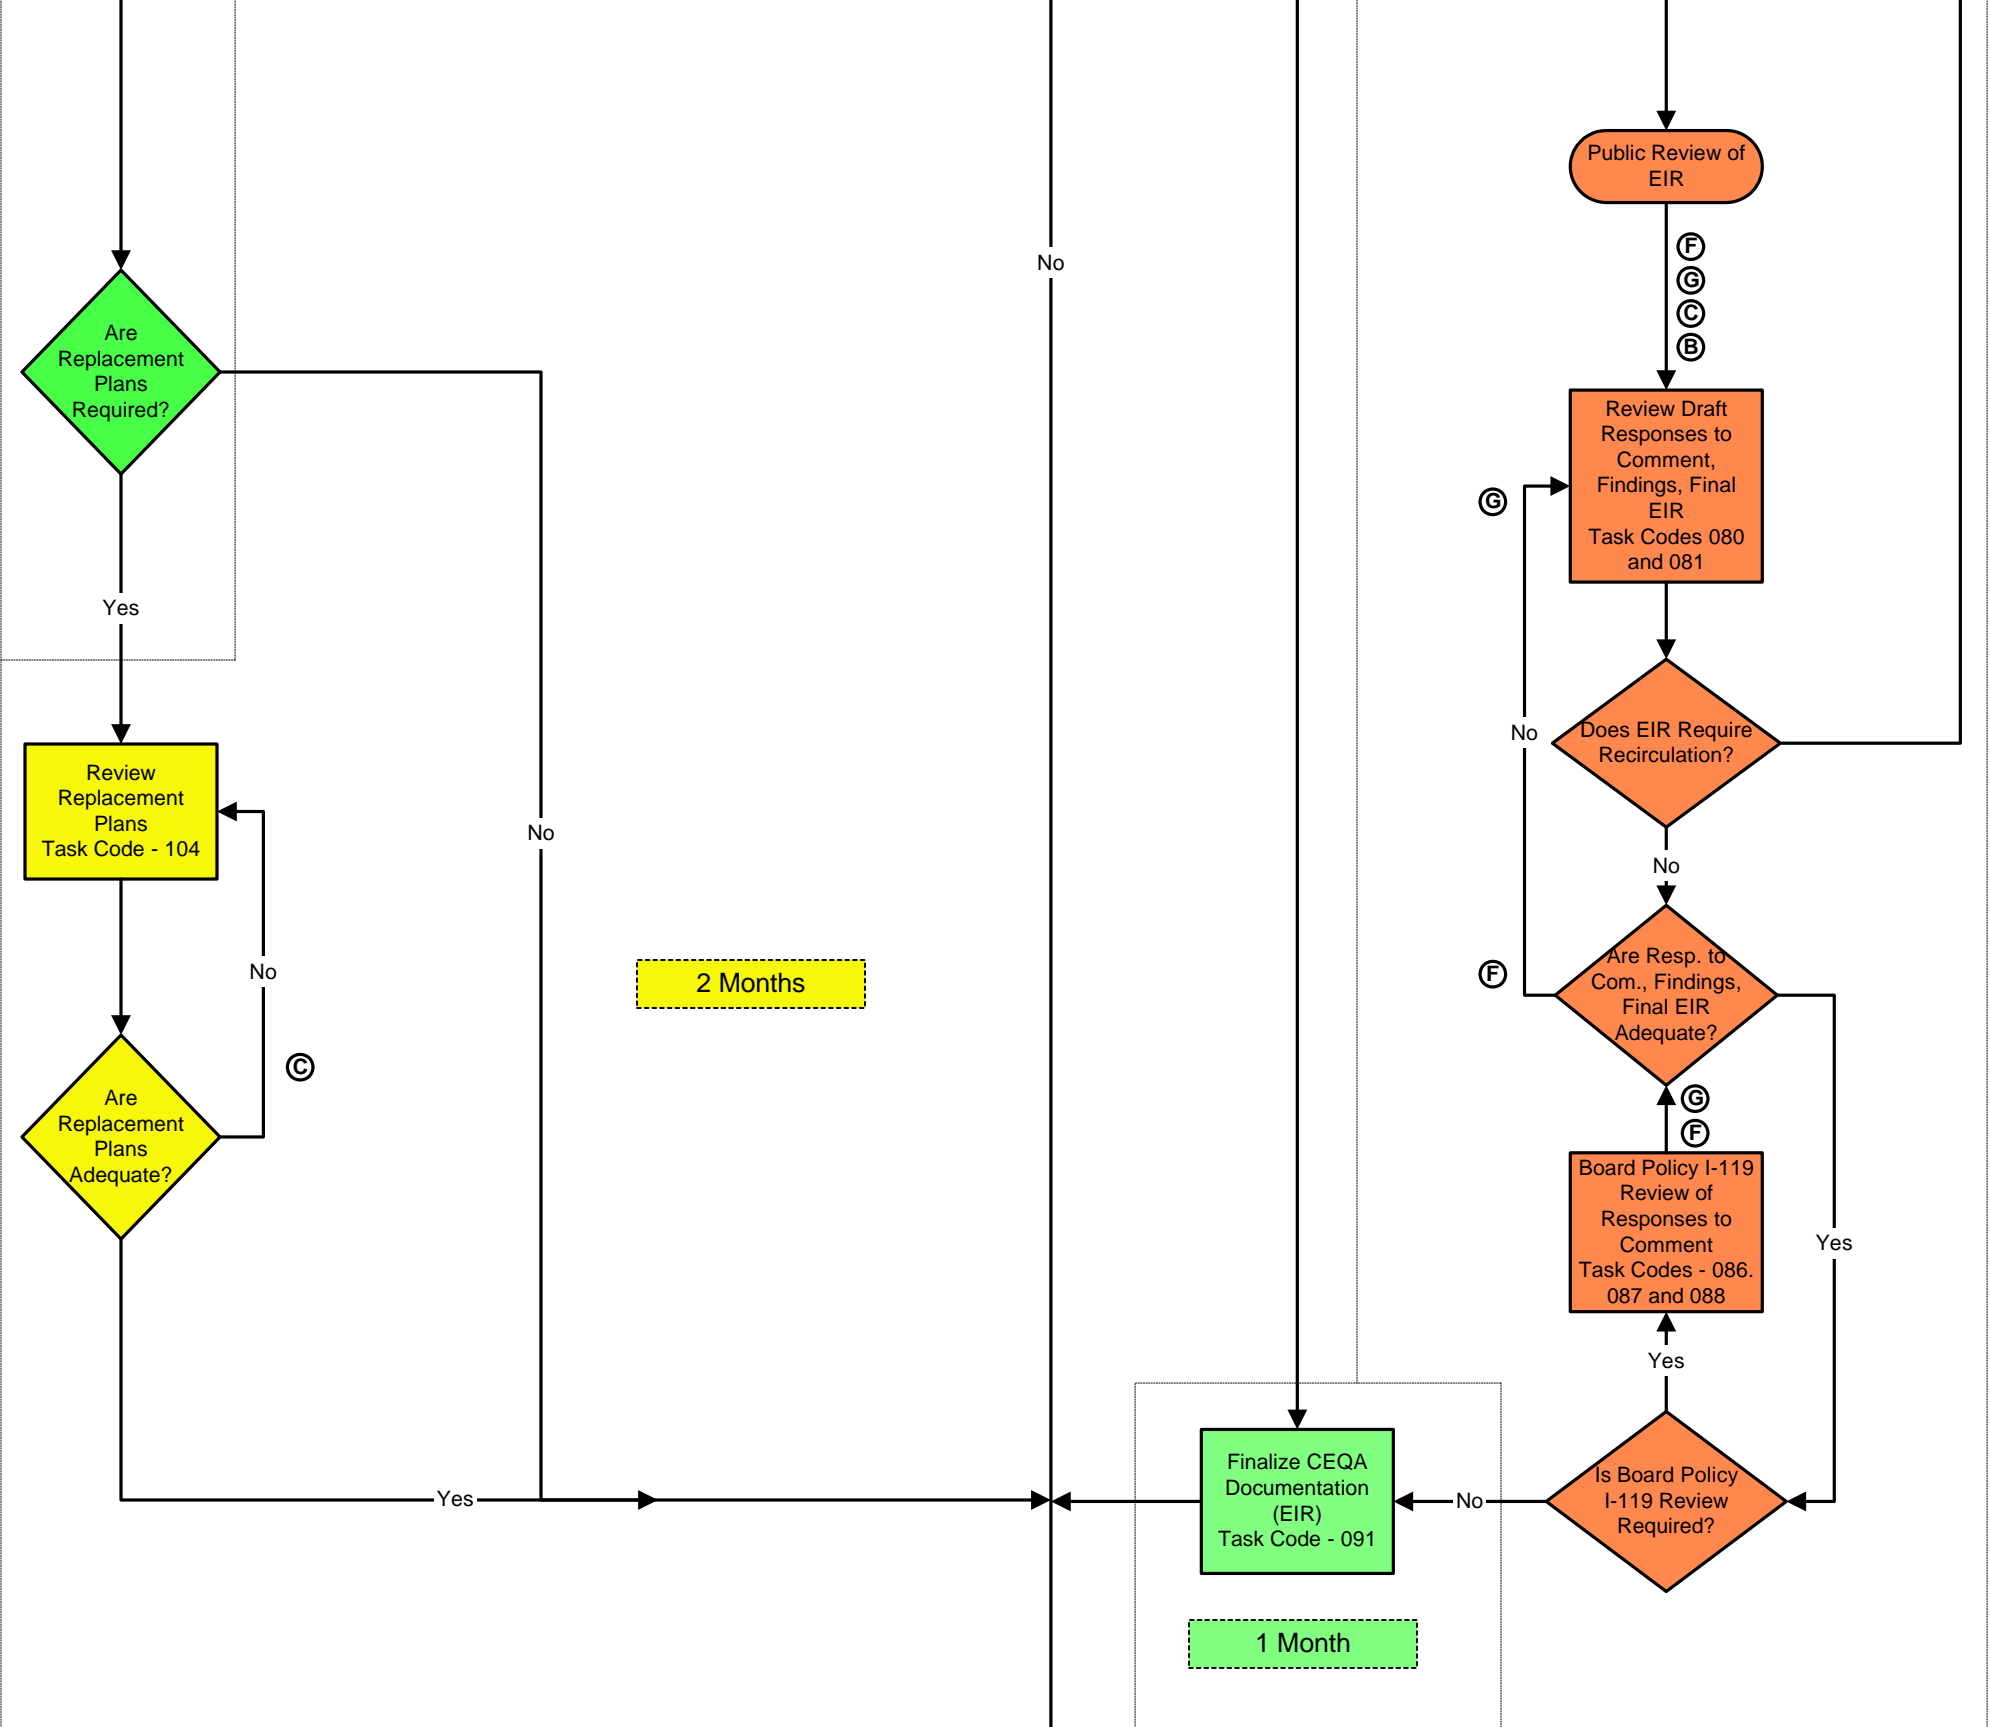 Public Review of
EIR
F
G
C
B
No
Are
Replacement
Plans
Required?
Review Draft
Responses to
Comment,
Findings, Final
EIR
Task Codes 080
and 081
G
Yes
Does EIR Require
Recirculation?
No
Review
Replacement
Plans
Task Code - 104
No
No
No
Are Resp. to
Com., Findings,
Final EIR
Adequate?
F
2 Months
C
Are
Replacement
Plans
Adequate?
G
F
Board Policy I-119
Review of
Responses to
Comment
Task Codes - 086.
087 and 088
Yes
Yes
Yes
Finalize CEQA
Documentation
(EIR)
Task Code - 091
No
Is Board Policy
I-119 Review
Required?
1 Month